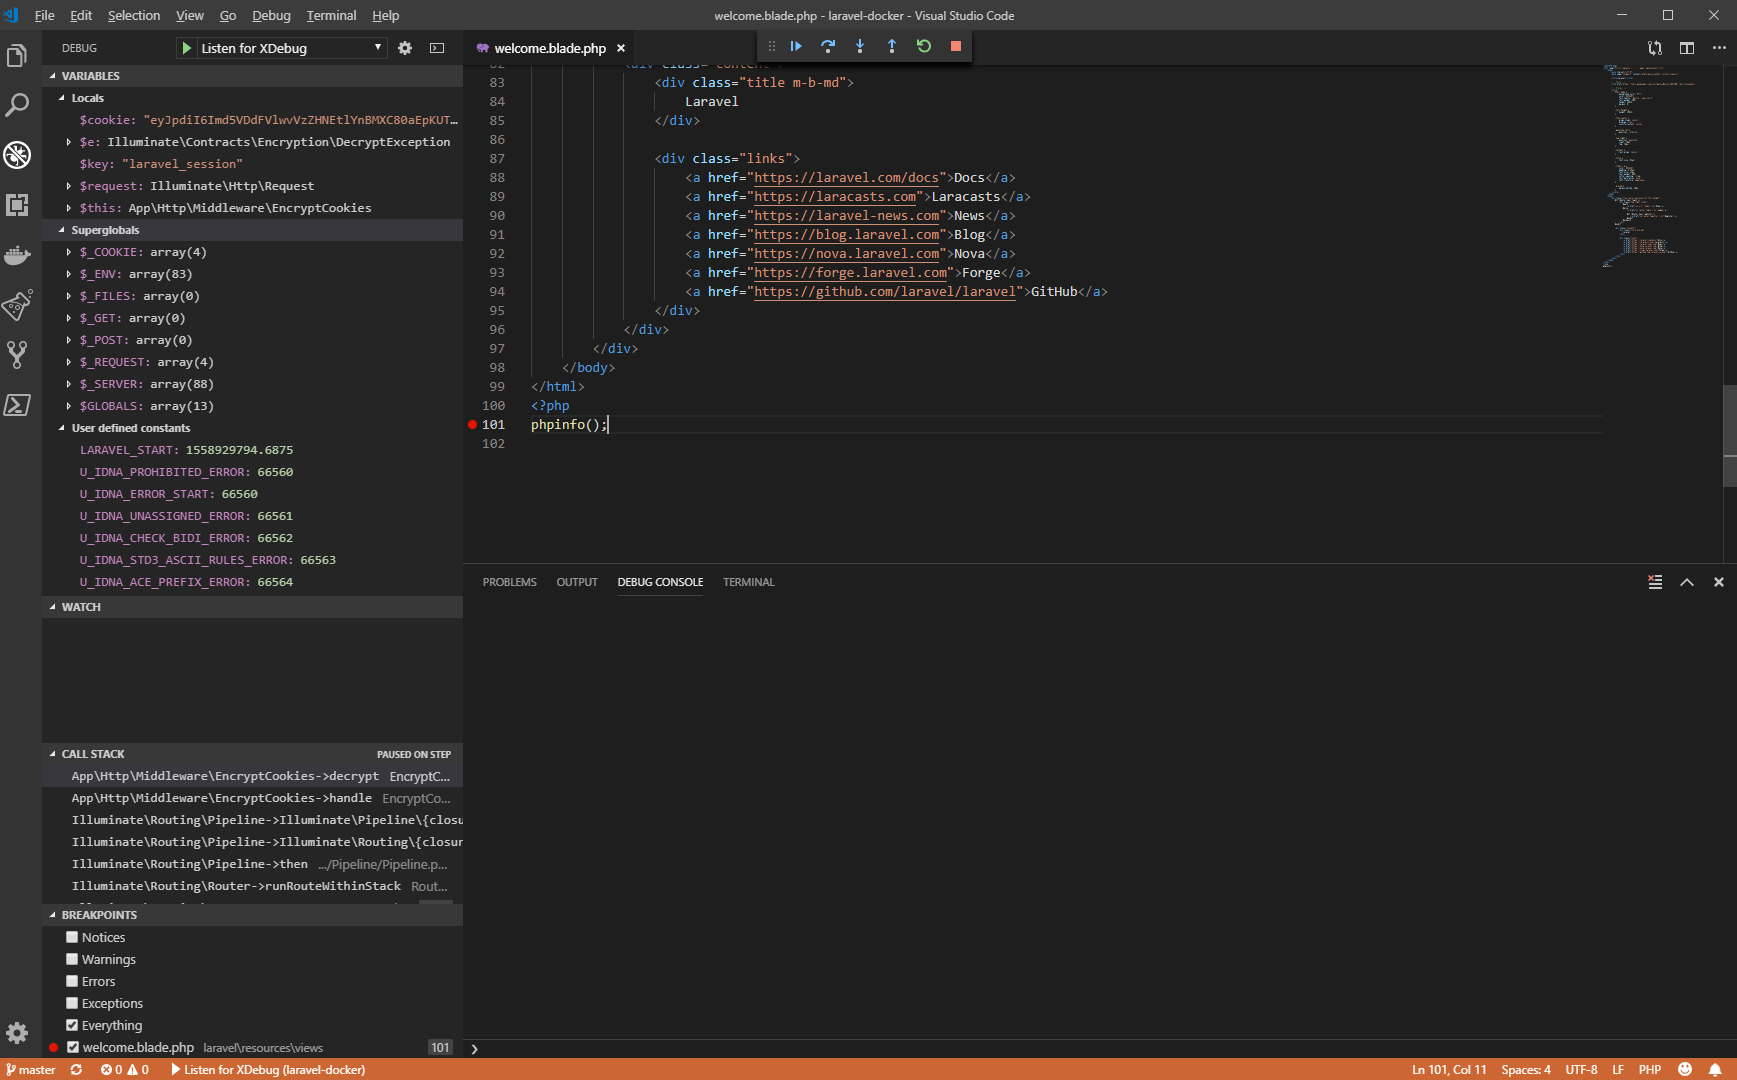 File Edit Selection View Go Debug Terminal Help
welcome.blade.php - laravel-docker - Visual Studio Code
DEBUG
Listen for XDebug
VARIABLES
Locals
$cookie: "eyJpdiI6Imd5VDdFVlwvVzZHNEtlYnBMXC80aEpKUT…
$e: Illuminate\Contracts\Encryption\DecryptException
$key: "laravel_session"
$request: Illuminate\Http\Request
$this: App\Http\Middleware\EncryptCookies
Superglobals
$_COOKIE: array(4)
$_ENV: array(83)
$_FILES: array(0)
$_GET: array(0)
$_POST: array(0)
$_REQUEST: array(4)
$_SERVER: array(88)
$GLOBALS: array(13)
User defined constants
LARAVEL_START: 1558929794.6875
U_IDNA_PROHIBITED_ERROR: 66560
U_IDNA_ERROR_START: 66560
U_IDNA_UNASSIGNED_ERROR: 66561
U_IDNA_CHECK_BIDI_ERROR: 66562
U_IDNA_STD3_ASCII_RULES_ERROR: 66563
U_IDNA_ACE_PREFIX_ERROR: 66564
WATCH
CALL STACK PAUSED ON STEP
App\Http\Middleware\EncryptCookies->decrypt EncryptC...
App\Http\Middleware\EncryptCookies->handle EncryptCo...
Illuminate\Routing\Pipeline->Illuminate\Pipeline\{closu
Illuminate\Routing\Pipeline->Illuminate\Routing\{closur
Illuminate\Routing\Pipeline->then .../Pipeline/Pipeline.p...
Illuminate\Routing\Router->runRouteWithinStack Rout...
BREAKPOINTS
Notices
Warnings
Errors
Exceptions
Everything
welcome.blade.php laravel\resources\views 101
welcome.blade.php
82 <div class="content">
83 <div class="title m-b-md">
84 Laravel
85 </div>
86
87 <div class="links">
88 <a href="https://laravel.com/docs">Docs</a>
89 <a href="https://laracasts.com">Laracasts</a>
90 <a href="https://laravel-news.com">News</a>
91 <a href="https://blog.laravel.com">Blog</a>
92 <a href="https://nova.laravel.com">Nova</a>
93 <a href="https://forge.laravel.com">Forge</a>
94 <a href="https://github.com/laravel/laravel">GitHub</a>
95 </div>
96 </div>
97 </div>
98 </body>
99 </html>
100 <?php
101 phpinfo();
102
PROBLEMS OUTPUT DEBUG CONSOLE TERMINAL
master 0 0 Listen for XDebug (laravel-docker)
Ln 101, Col 11 Spaces: 4 UTF-8 LF PHP